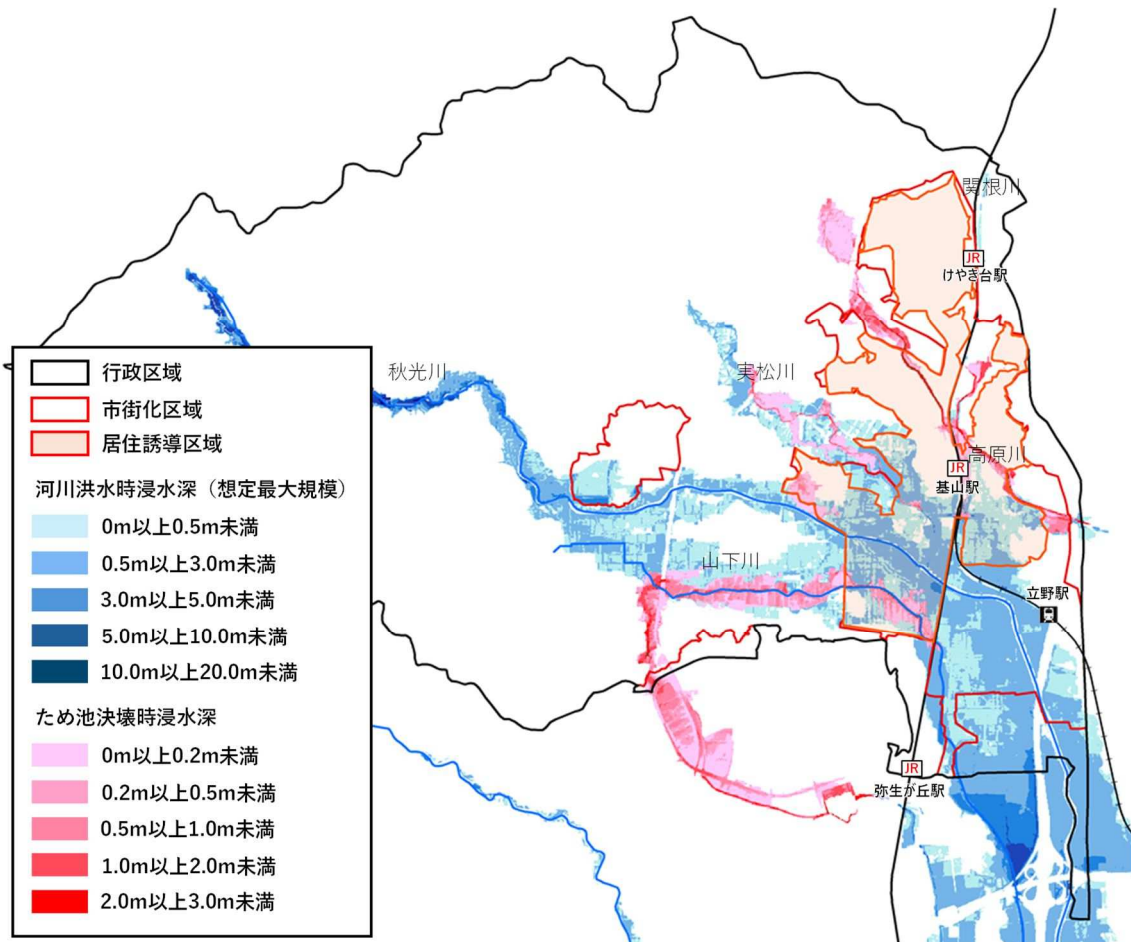 関根川
JR
けやき台駅
行政区域
市街化区域
居住誘導区域
河川洪水時浸水深（想定最大規模）
0m以上0.5m未満
0.5m以上3.0m未満
3.0m以上5.0m未満
5.0m以上10.0m未満
10.0m以上20.0m未満
ため池決壊時浸水深
0m以上0.2m未満
0.2m以上0.5m未満
0.5m以上1.0m未満
1.0m以上2.0m未満
2.0m以上3.0m未満
秋光川
実松川
高原川
JR
基山駅
山下川
立野駅
JR
弥生が丘駅